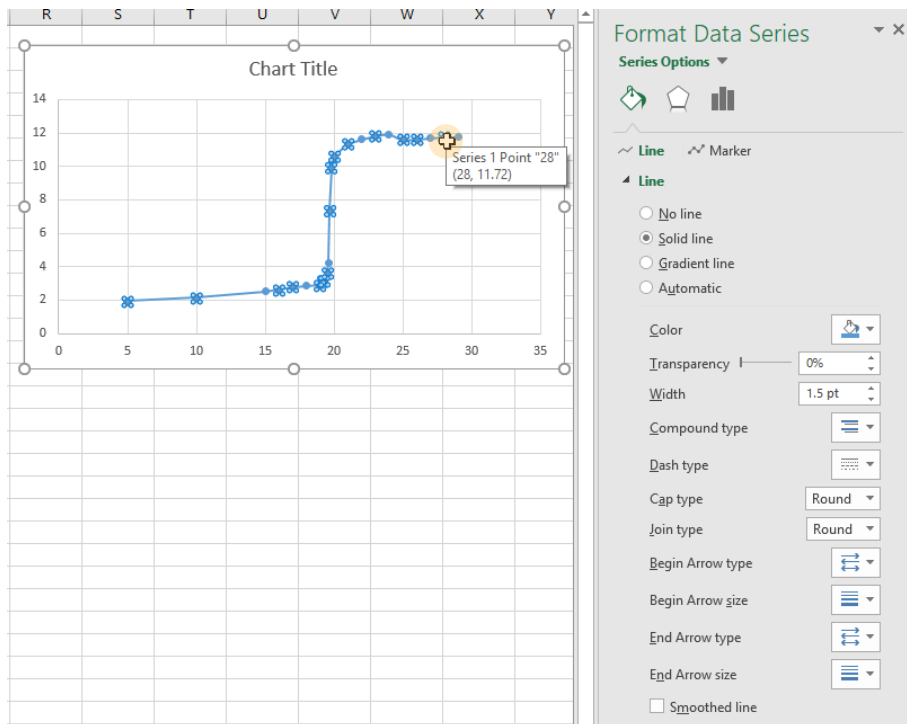 R S T U V W X Y
Chart Title
14
12
10
8
6
4
2
0
0 5 10 15 20 25 30 35
Series 1 Point "28"
(28, 11.72)
Format Data Series
Series Options
Line Marker
Line
No line
Solid line
Gradient line
Automatic
Color
Transparency 0%
Width 1.5 pt
Compound type
Dash type
Cap type Round
Join type Round
Begin Arrow type
Begin Arrow size
End Arrow type
End Arrow size
Smoothed line